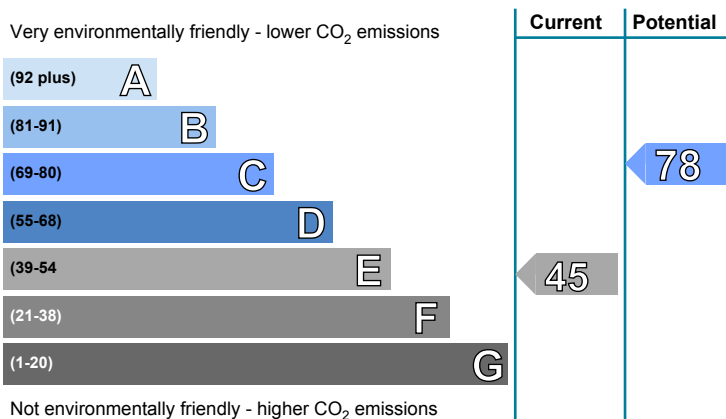 Very environmentally friendly - lower CO2 emissions
Current
Potential
(92 plus) A
(81-91) B
(69-80) C
78
(55-68) D
(39-54 E
45
(21-38) F
(1-20) G
Not environmentally friendly - higher CO2 emissions